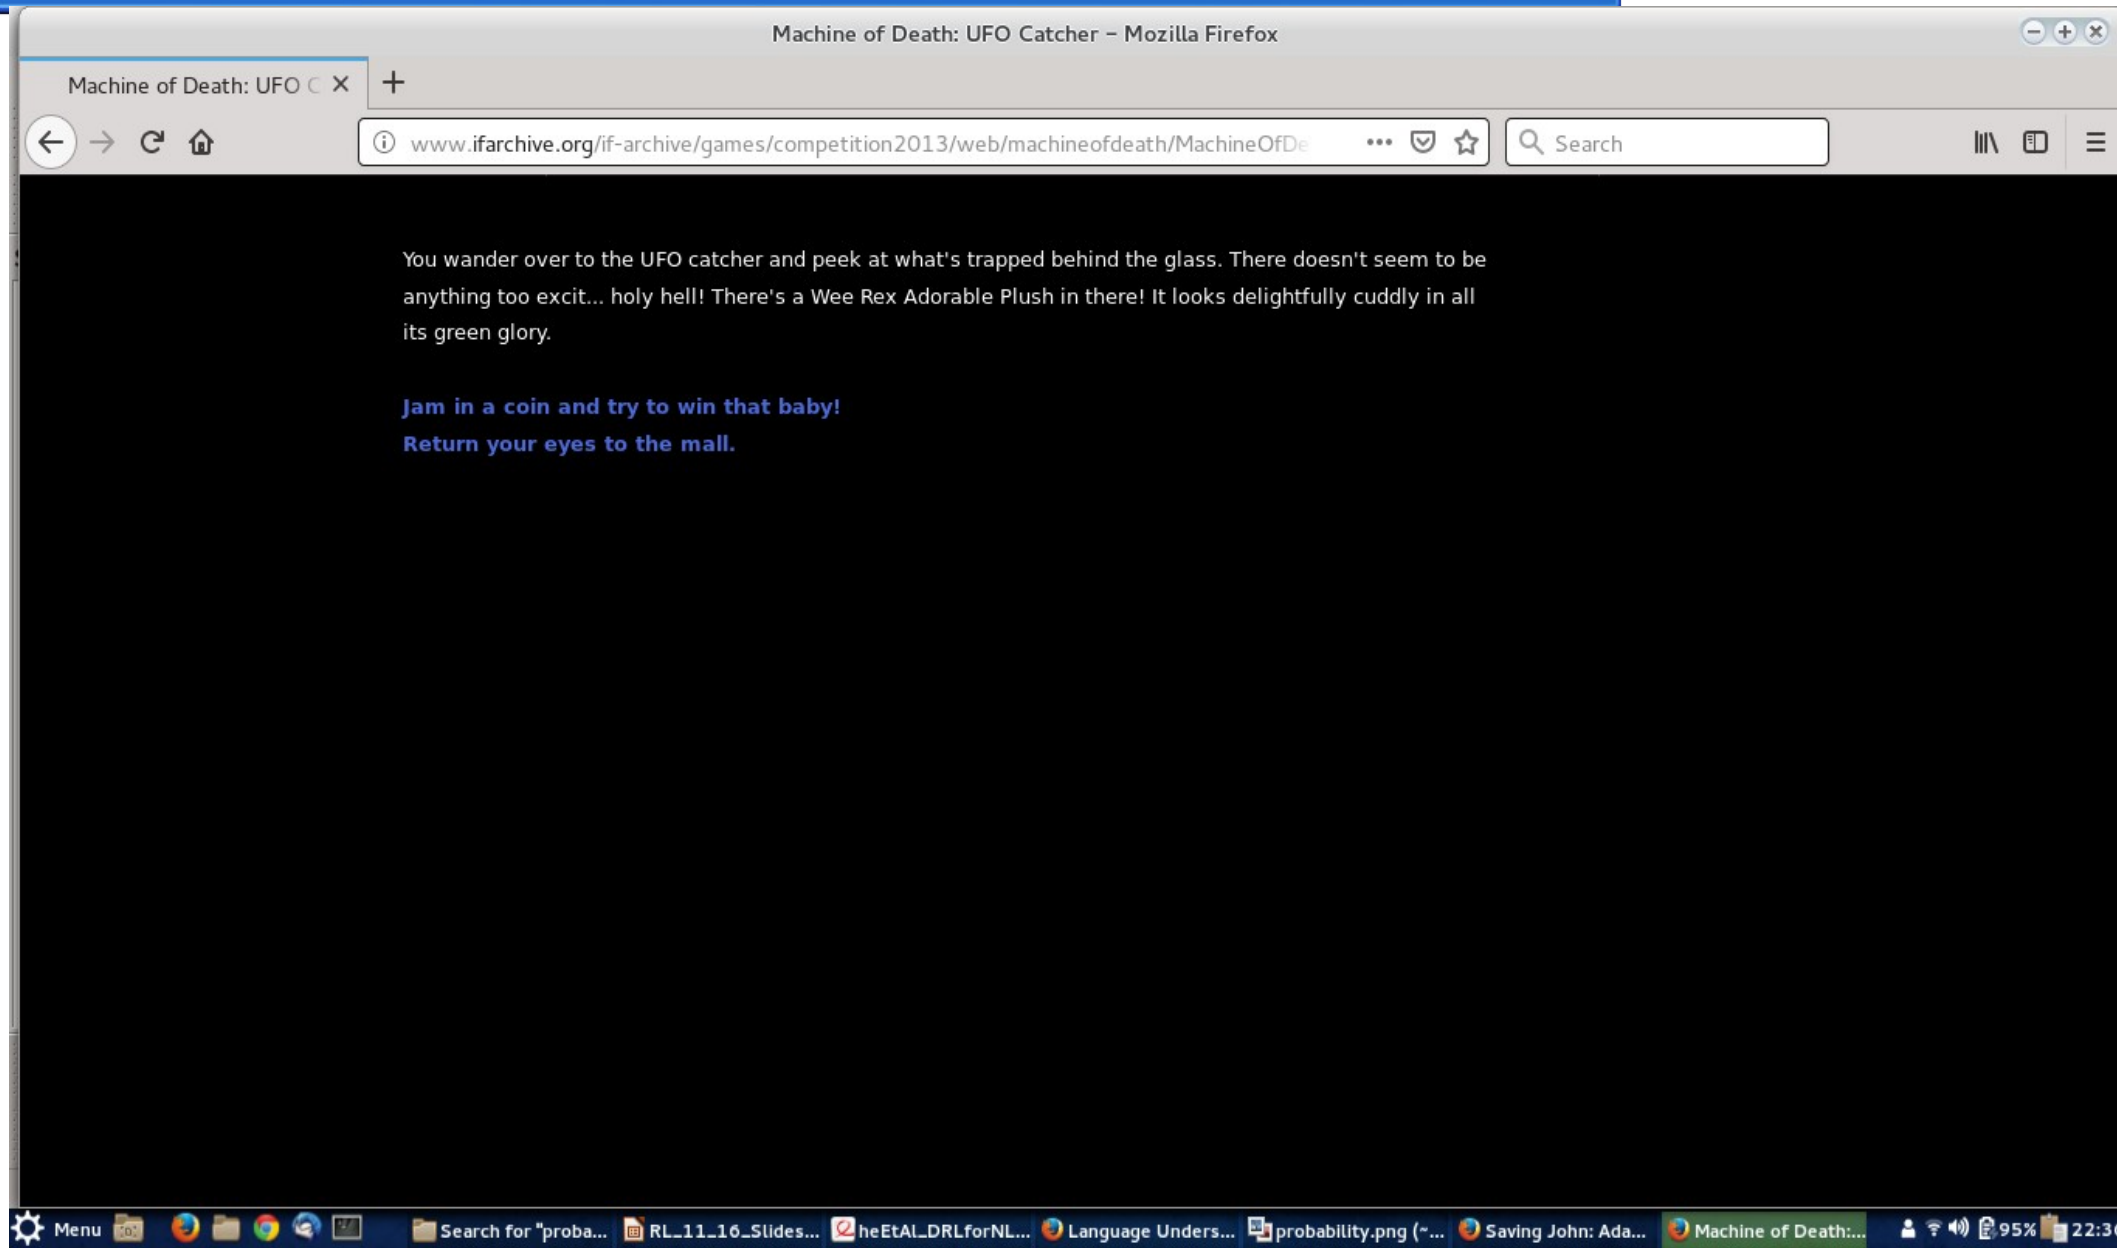 Machine of Death: UFO Catcher – Mozilla Firefox
Machine of Death: UFO C
www.ifarchive.org/if-archive/games/competition2013/web/machineofdeath/MachineOfDe
Search
You wander over to the UFO catcher and peek at what's trapped behind the glass. There doesn't seem to be
anything too excit... holy hell! There's a Wee Rex Adorable Plush in there! It looks delightfully cuddly in all
its green glory.
Jam in a coin and try to win that baby!
Return your eyes to the mall.
Menu Search for "proba... RL_11_16_Slides... heEtAl_DRLforNL... Language Unders... probability.png (~... Saving John: Ada... Machine of Death:... 95%